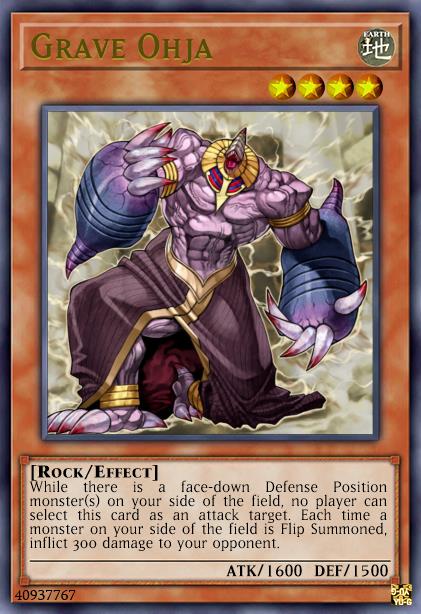 Grave Ohja
EARTH
地
[Rock/Effect]
While there is a face-down Defense Position
monster(s) on your side of the field, no player can
select this card as an attack target. Each time a
monster on your side of the field is Flip Summoned,
inflict 300 damage to your opponent.
ATK/1600 DEF/1500
40937767